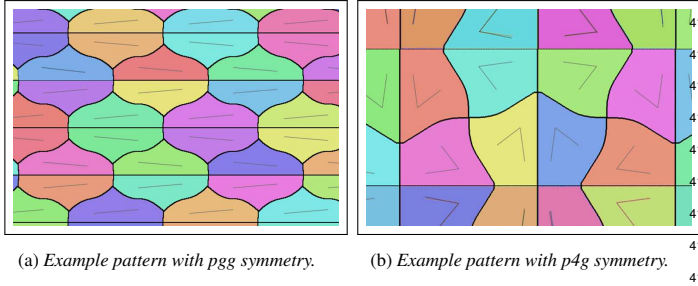 (a) Example pattern with pgg symmetry.
(b) Example pattern with p4g symmetry.